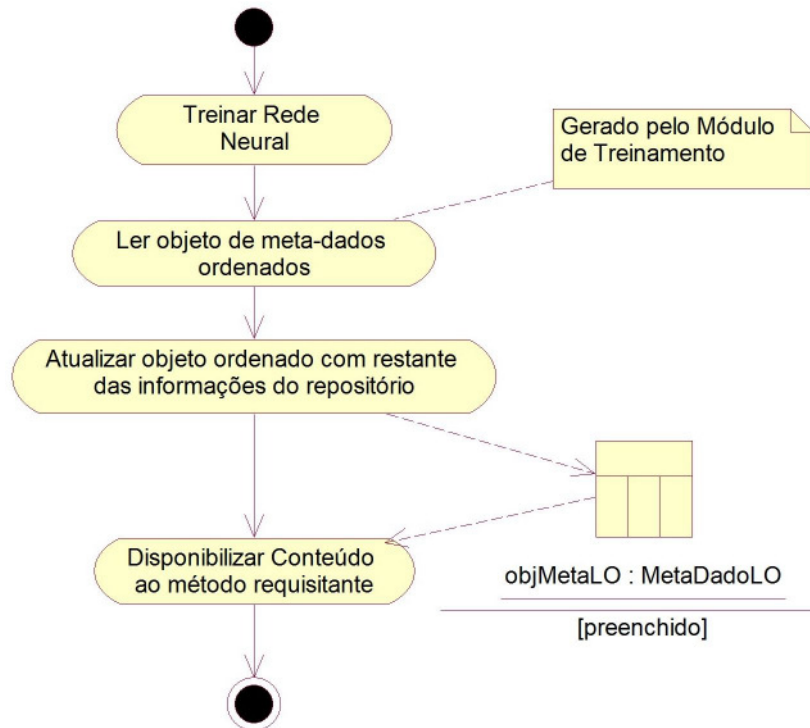 Treinar Rede
Neural
Gerado pelo Módulo
de Treinamento
Ler objeto de meta-dados
ordenados
Atualizar objeto ordenado com restante
das informações do repositório
Disponibilizar Conteúdo
ao método requisitante
objMetaLO : MetaDadoLO
[preenchido]